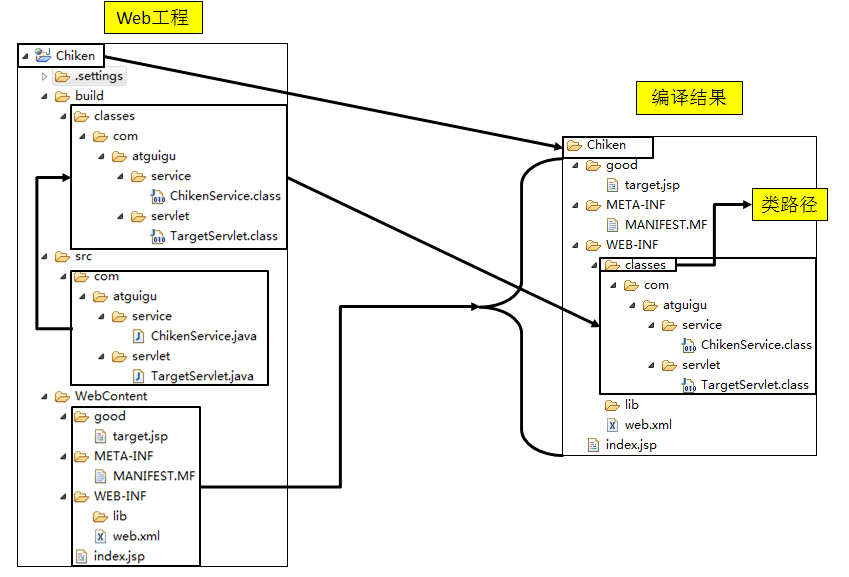 Web工程
Chiken
.settings
build
classes
com
atguigu
service
ChikenService.class
servlet
TargetServlet.class
src
com
atguigu
service
ChikenService.java
servlet
TargetServlet.java
WebContent
good
target.jsp
META-INF
MANIFEST.MF
WEB-INF
lib
web.xml
index.jsp
编译结果
Chiken
good
target.jsp
META-INF
MANIFEST.MF
WEB-INF
classes
类路径
com
atguigu
service
ChikenService.class
servlet
TargetServlet.class
lib
web.xml
index.jsp